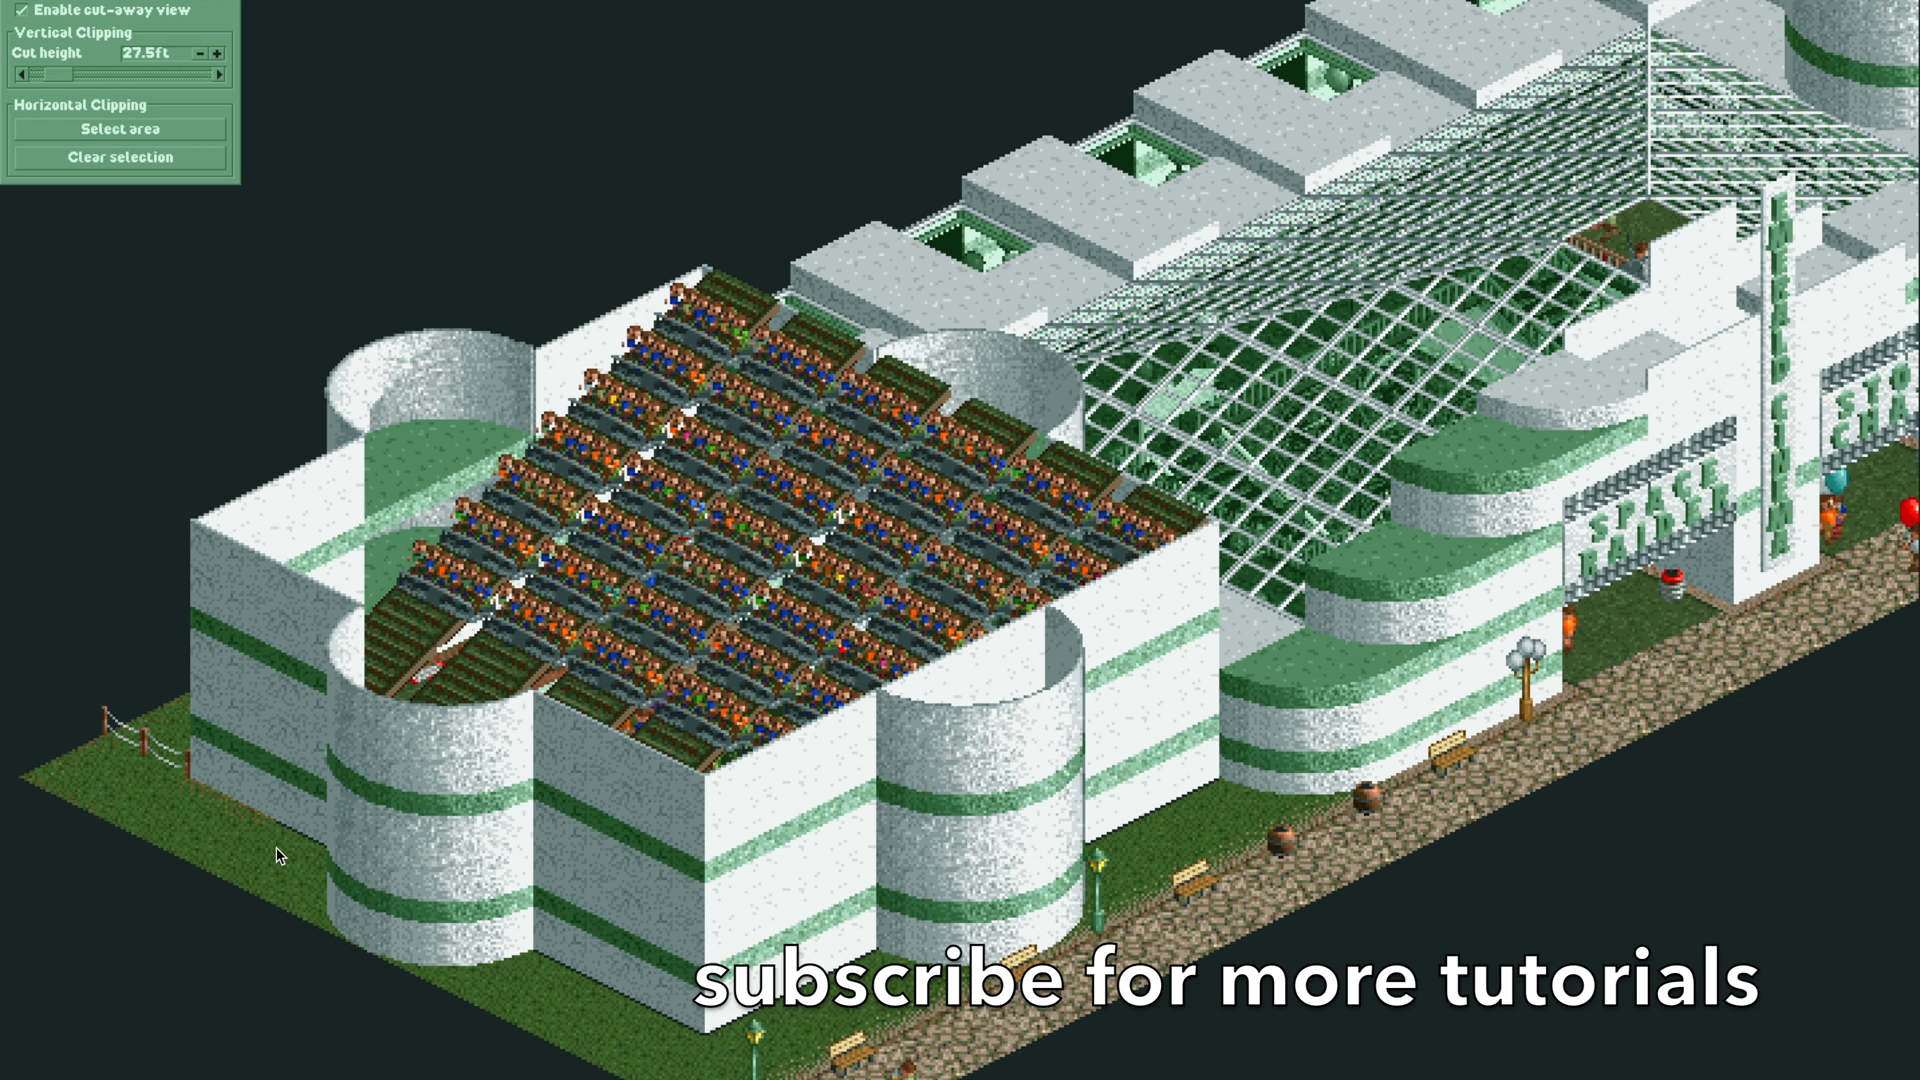 Enable cut-away view
Vertical Clipping
Cut height 27.5ft - +
Horizontal Clipping
Select area
Clear selection
SPACE
RAIDER
subscribe for more tutorials